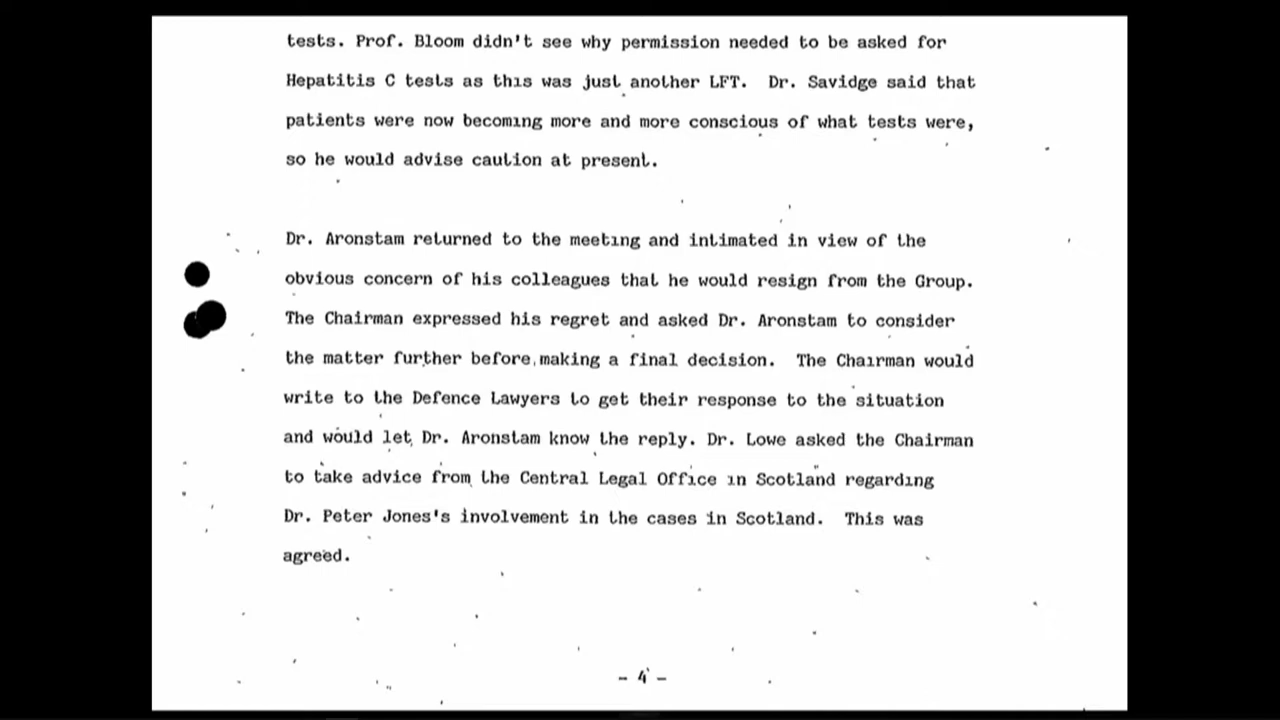 tests. Prof. Bloom didn't see why permission needed to be asked for
Hepatitis C tests as this was just another LFT. Dr. Savidge said that
patients were now becoming more and more conscious of what tests were,
so he would advise caution at present.
Dr. Aronstam returned to the meeting and intimated in view of the
obvious concern of his colleagues that he would resign from the Group.
The Chairman expressed his regret and asked Dr. Aronstam to consider
the matter further before making a final decision. The Chairman would
write to the Defence Lawyers to get their response to the situation
and would let Dr. Aronstam know the reply. Dr. Lowe asked the Chairman
to take advice from the Central Legal Office in Scotland regarding
Dr. Peter Jones's involvement in the cases in Scotland. This was
agreed.
- 4 -